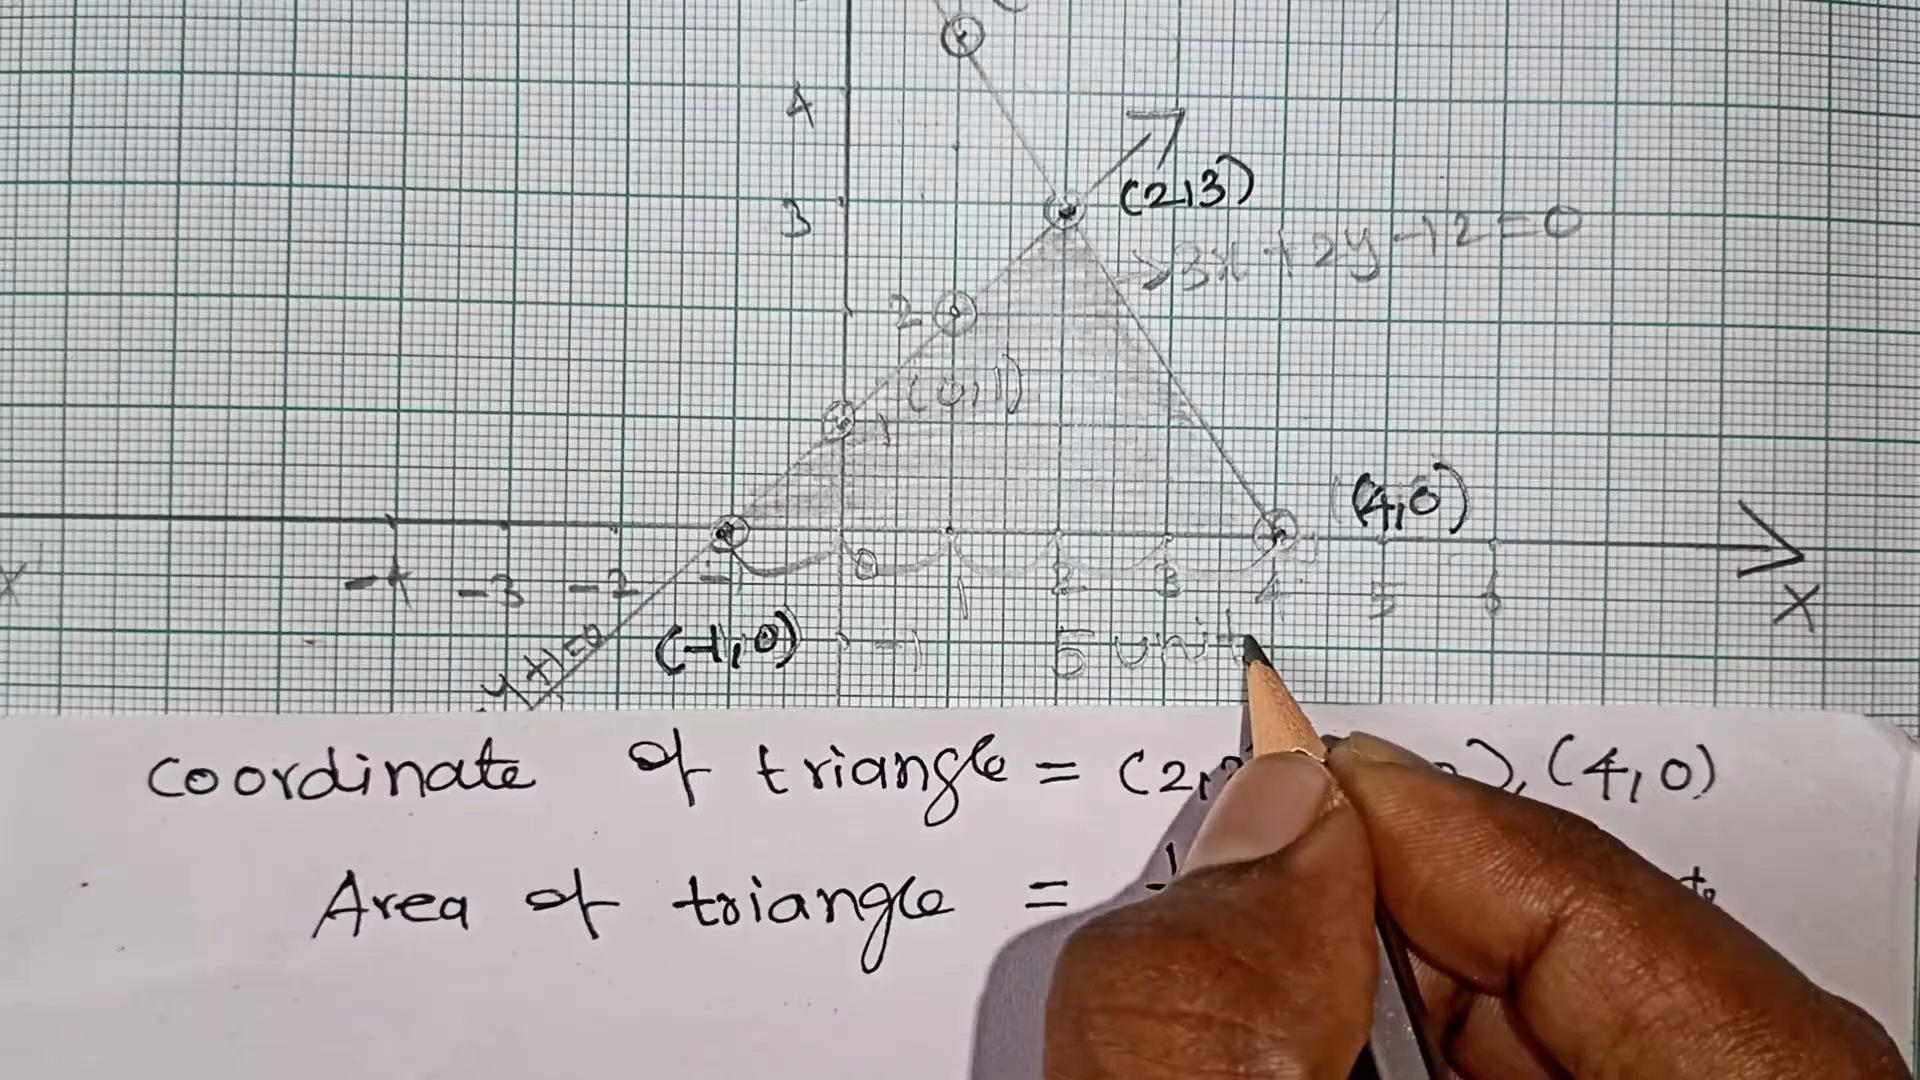 4
(2,3)
3
→3x+2y-12=0
2
(0,1)
1
(4,0)
-4 -3 -2 -1 0 1 2 3 4 5 6 X
y+1=0
(-1,0) -1 5 unit
coordinate of triangle = (2, ), (4,0)
Area of triangle =